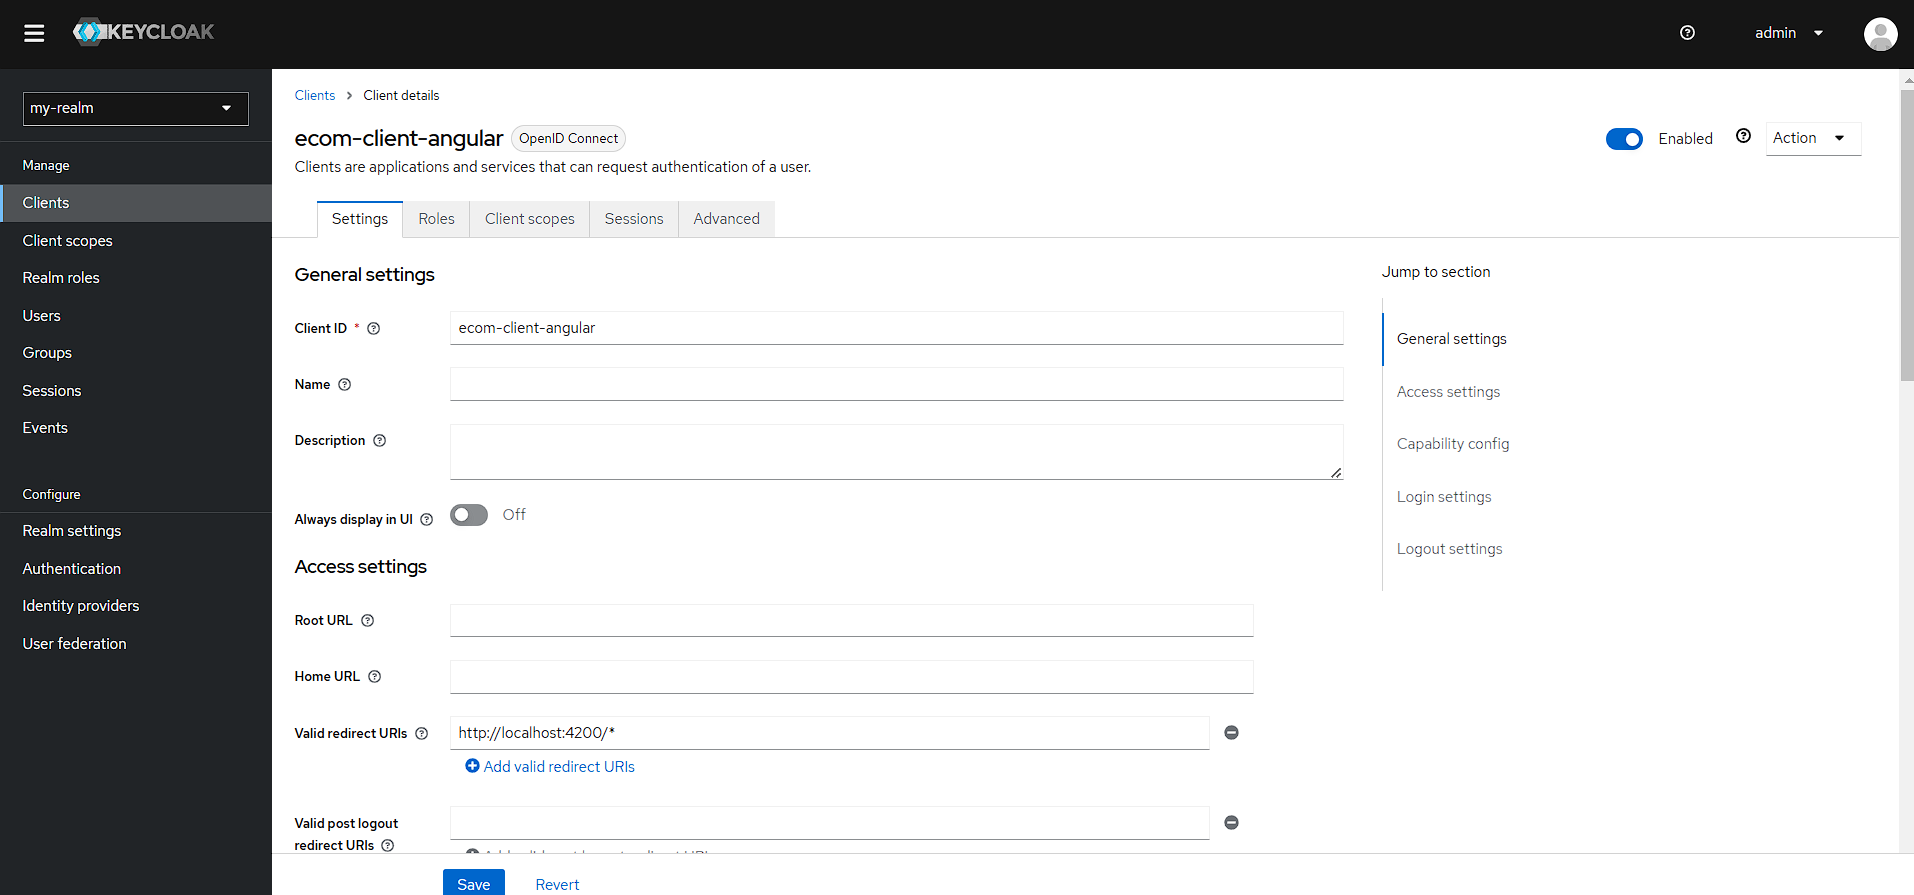 KEYCLOAK
admin
my-realm
Manage
Clients
Client scopes
Realm roles
Users
Groups
Sessions
Events
Configure
Realm settings
Authentication
Identity providers
User federation
Clients > Client details
ecom-client-angular OpenID Connect
Enabled
Action
Clients are applications and services that can request authentication of a user.
Settings Roles Client scopes Sessions Advanced
General settings
Client ID * ecom-client-angular
Name
Description
Always display in UI Off
Access settings
Root URL
Home URL
Valid redirect URIs http://localhost:4200/*
Add valid redirect URIs
Valid post logout
redirect URIs
Save Revert
Jump to section
General settings
Access settings
Capability config
Login settings
Logout settings